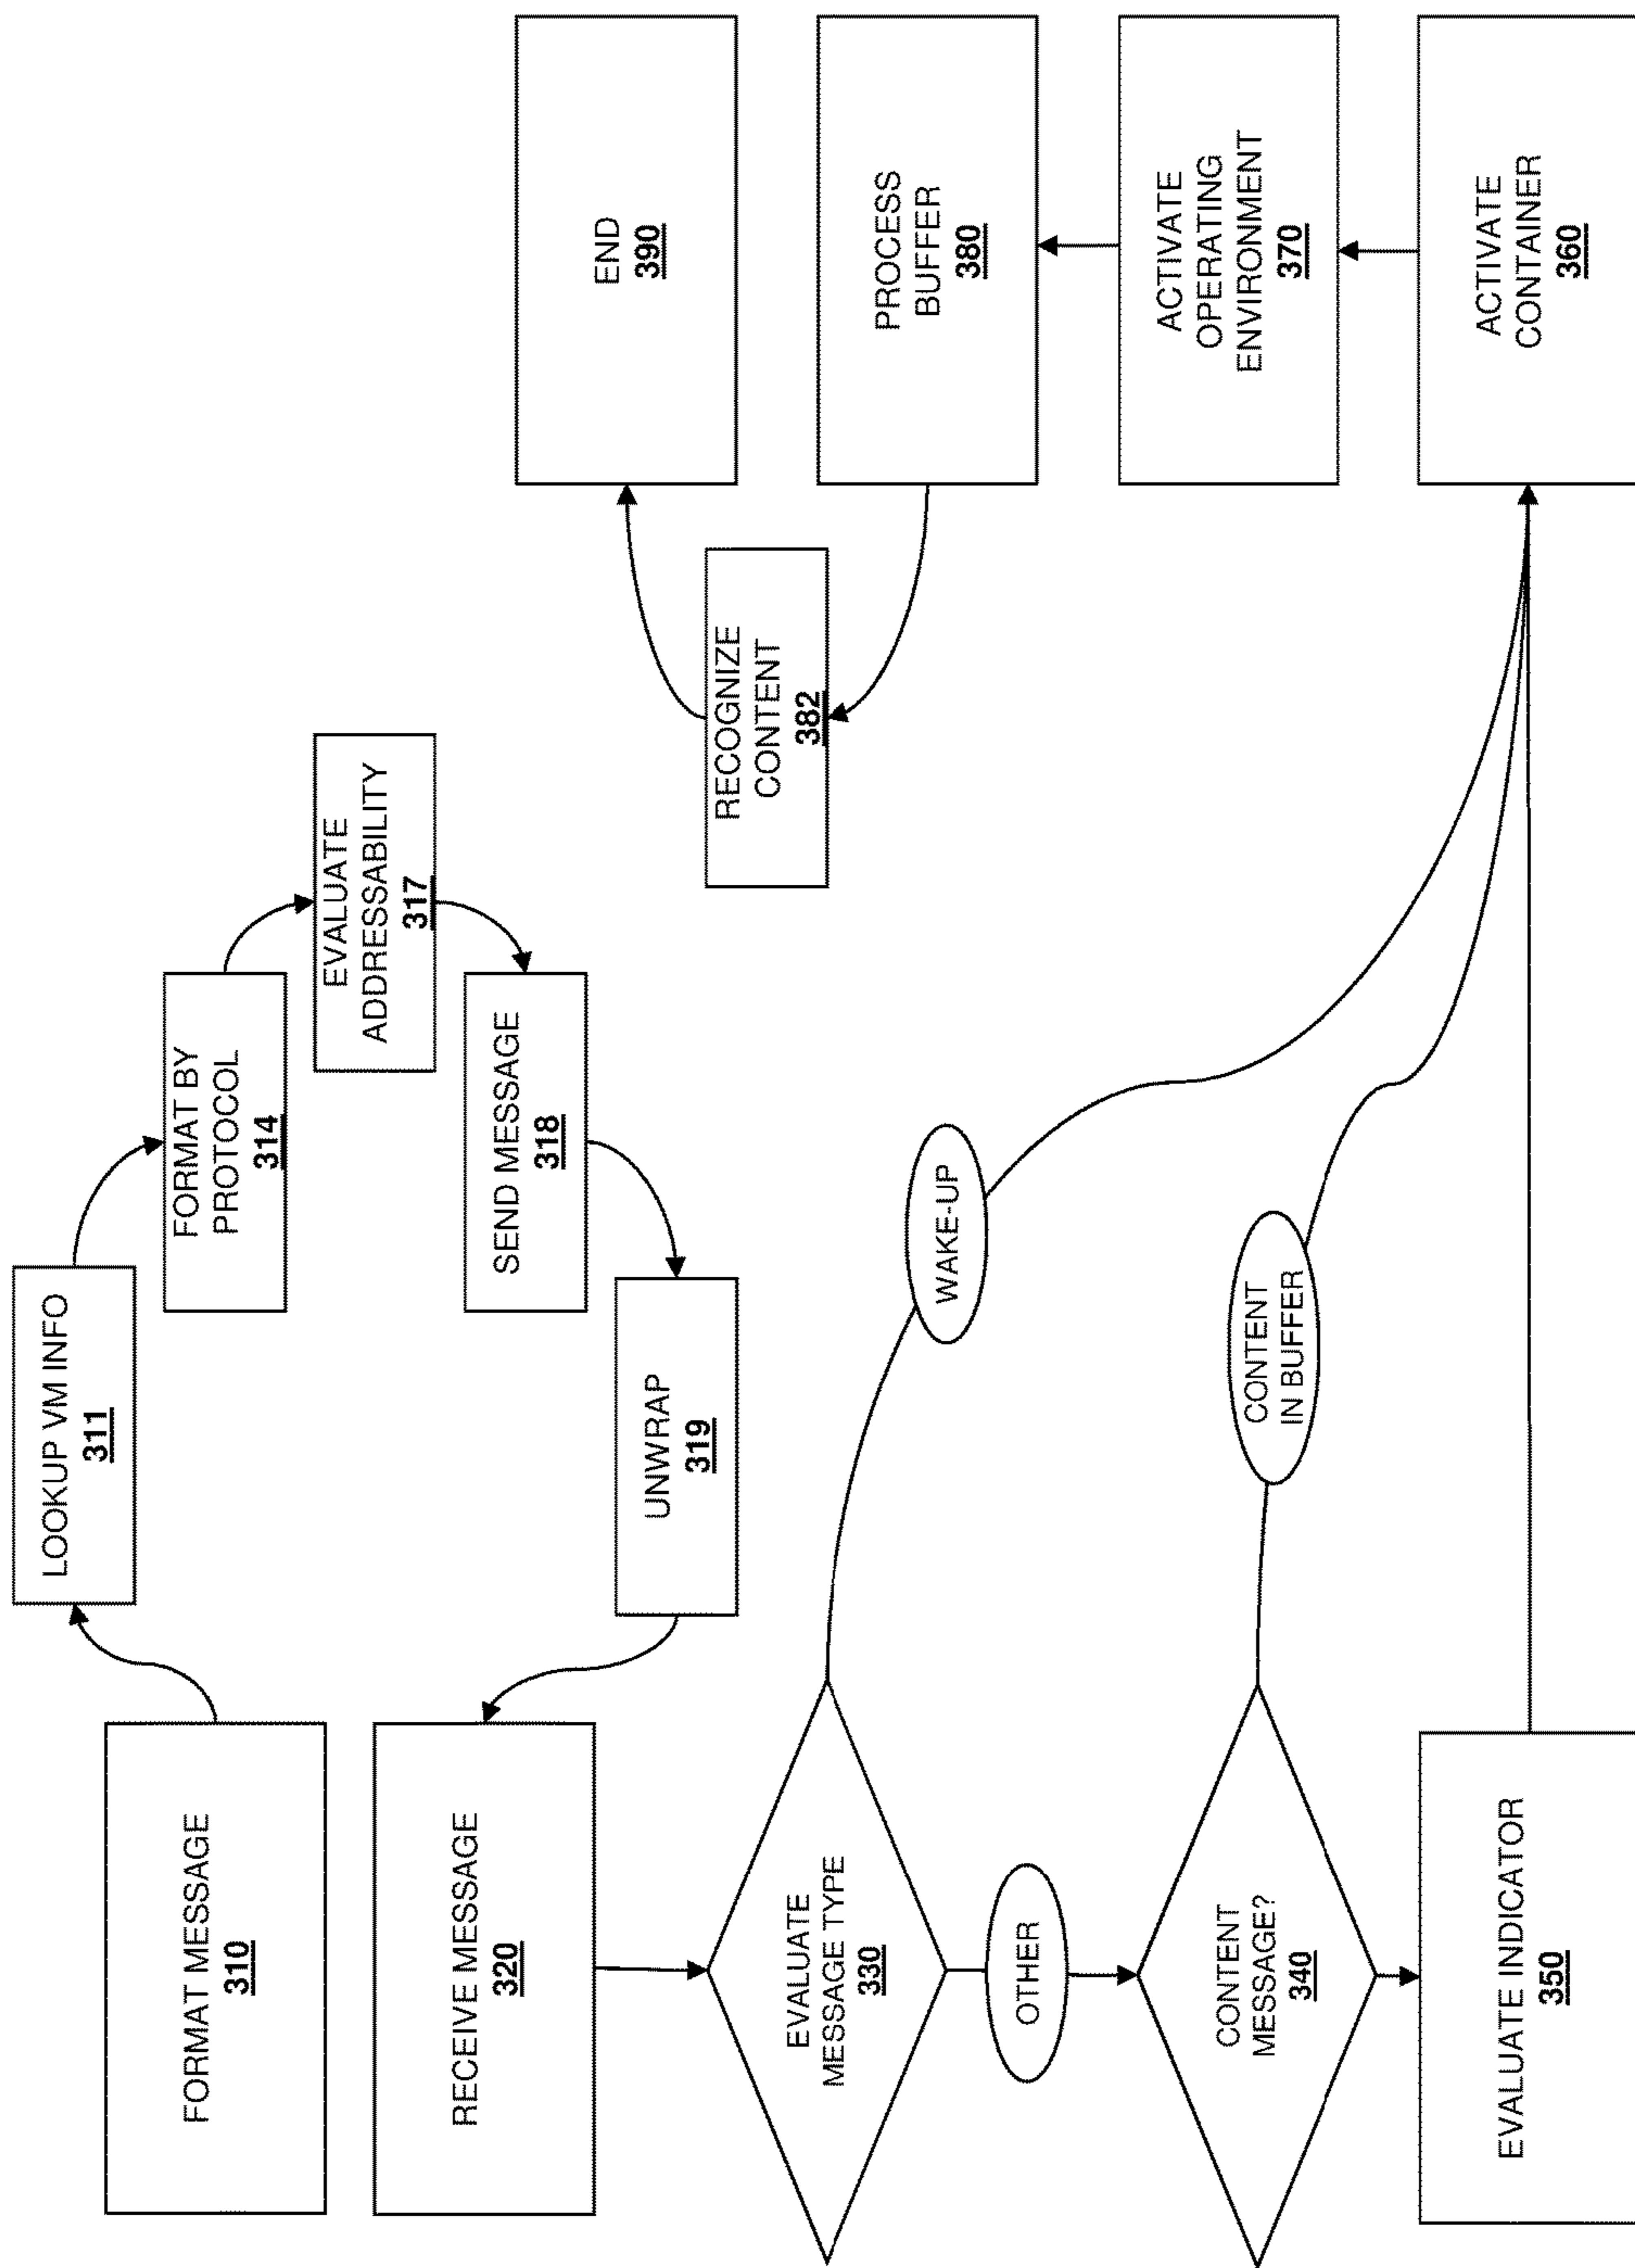 FORMAT MESSAGE
310
LOOKUP VM INFO
311
FORMAT BY
PROTOCOL
314
EVALUATE
ADDRESSABILITY
317
SEND MESSAGE
318
UNWRAP
319
RECEIVE MESSAGE
320
EVALUATE
MESSAGE TYPE
330
WAKE-UP
OTHER
CONTENT
MESSAGE?
340
CONTENT
IN BUFFER
EVALUATE INDICATOR
350
ACTIVATE
CONTAINER
360
ACTIVATE
OPERATING
ENVIRONMENT
370
PROCESS
BUFFER
380
RECOGNIZE
CONTENT
382
END
390